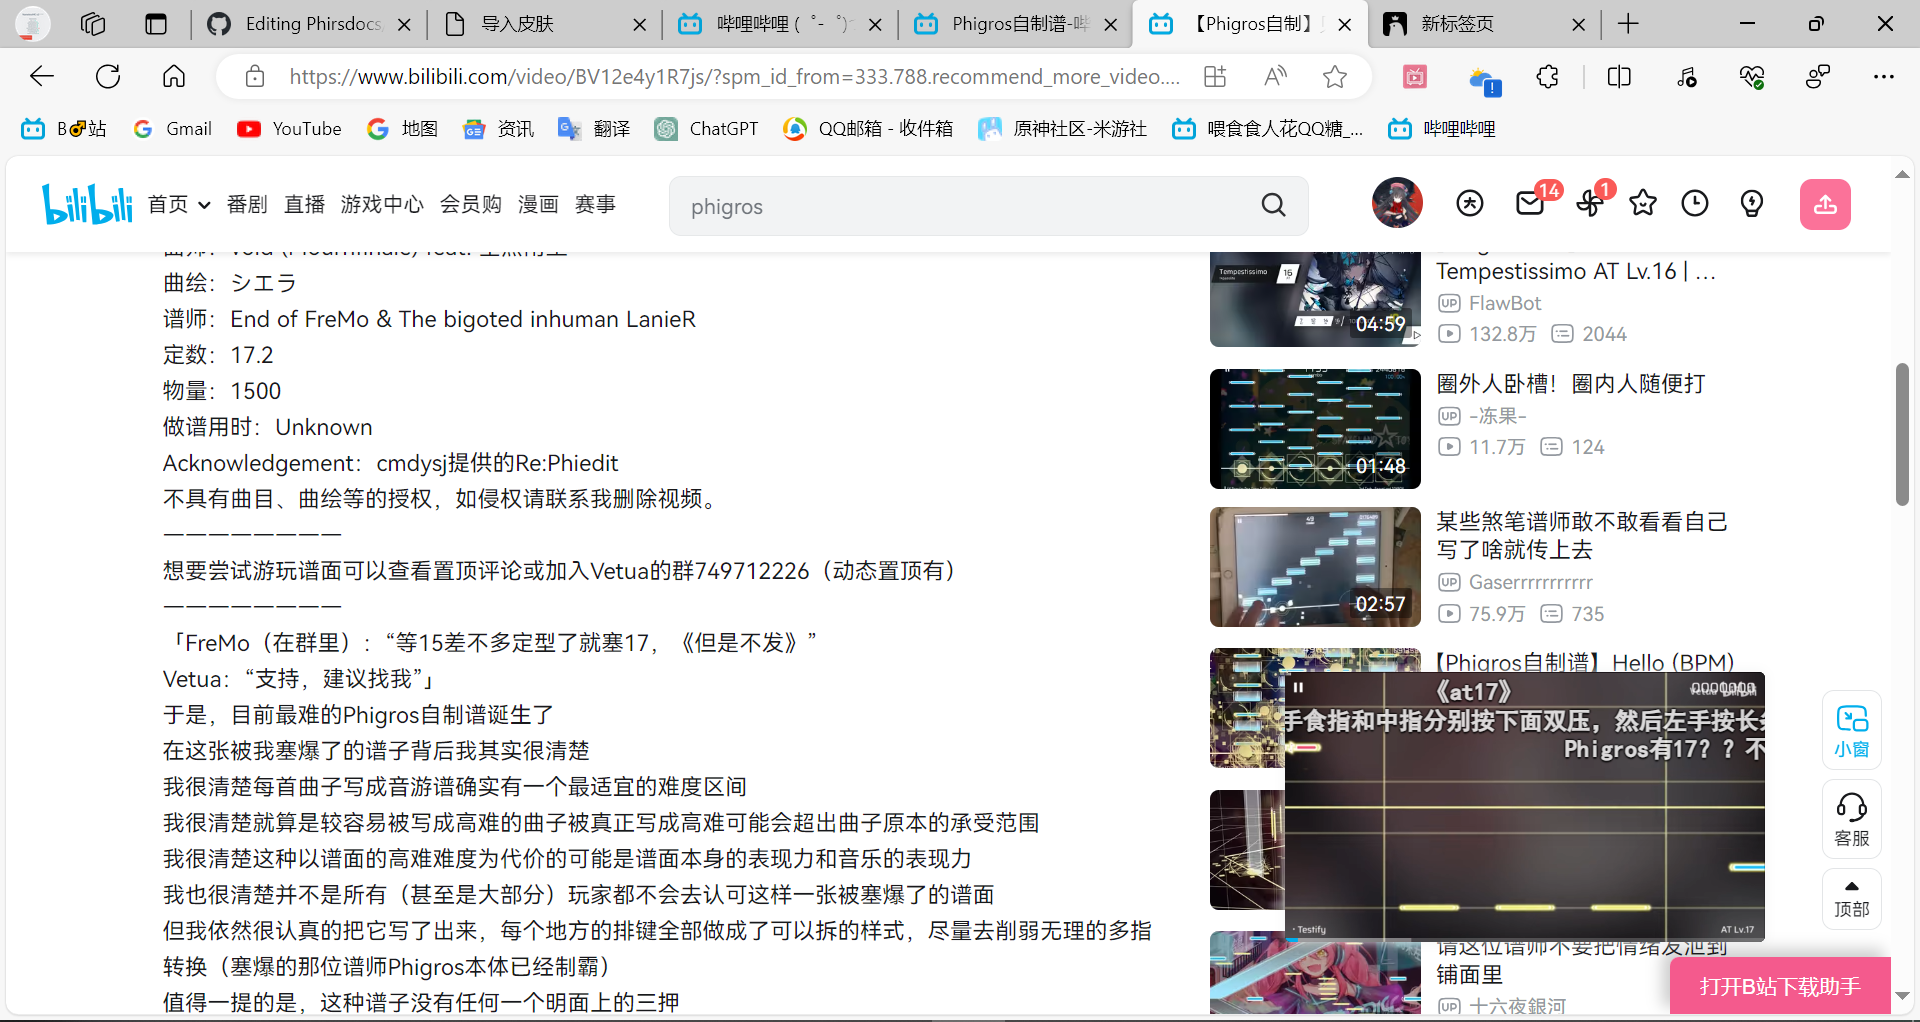 Editing Phirsdocs
导入皮肤
哔哩哔哩 (゜-゜)
Phigros自制谱-哔
【Phigros自制】
新标签页
https://www.bilibili.com/video/BV12e4y1R7js/?spm_id_from=333.788.recommend_more_video....
B♂站
Gmail
YouTube
地图
资讯
翻译
ChatGPT
QQ邮箱 - 收件箱
原神社区-米游社
喂食食人花QQ糖_...
哔哩哔哩
bilibili
首页
番剧
直播
游戏中心
会员购
漫画
赛事
phigros
14
1
曲绘：シエラ
谱师：End of FreMo & The bigoted inhuman LanieR
定数：17.2
物量：1500
做谱用时：Unknown
Acknowledgement：cmdysj提供的Re:Phiedit
不具有曲目、曲绘等的授权，如侵权请联系我删除视频。
————————
想要尝试游玩谱面可以查看置顶评论或加入Vetua的群749712226（动态置顶有）
————————
「FreMo（在群里）：“等15差不多定型了就塞17，《但是不发》”
Vetua：“支持，建议找我”」
于是，目前最难的Phigros自制谱诞生了
在这张被我塞爆了的谱子背后我其实很清楚
我很清楚每首曲子写成音游谱确实有一个最适宜的难度区间
我很清楚就算是较容易被写成高难的曲子被真正写成高难可能会超出曲子原本的承受范围
我很清楚这种以谱面的高难难度为代价的可能是谱面本身的表现力和音乐的表现力
我也很清楚并不是所有（甚至是大部分）玩家都不会去认可这样一张被塞爆了的谱面
但我依然很认真的把它写了出来，每个地方的排键全部做成了可以拆的样式，尽量去削弱无理的多指
转换（塞爆的那位谱师Phigros本体已经制霸）
值得一提的是，这种谱子没有任何一个明面上的三押
Tempestissimo
16
04:59
Tempestissimo AT Lv.16 | ...
FlawBot
132.8万 2044
01:48
圈外人卧槽！圈内人随便打
-冻果-
11.7万 124
02:57
某些煞笔谱师敢不敢看看自己
写了啥就传上去
Gaserrrrrrrrrrr
75.9万 735
【Phigros自制谱】Hello (BPM)
《at17》
手食指和中指分别按下面双压，然后左手按长条
Phigros有17？？不
Testify
AT Lv.17
请这位谱师不要把情绪发泄到
铺面里
十六夜銀河
小窗
客服
顶部
打开B站下载助手